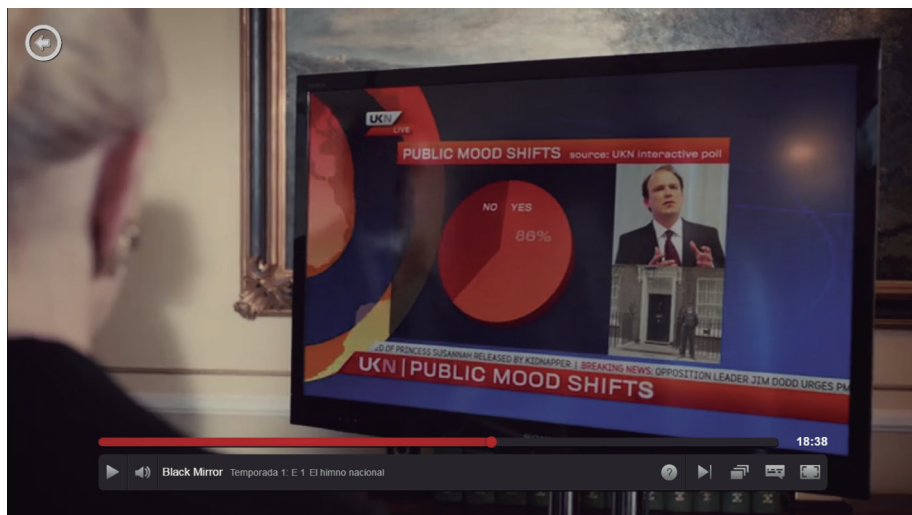 UKN
LIVE
PUBLIC MOOD SHIFTS source: UKN interactive poll
NO YES
86%
ED OF PRINCESS SUSANNAH RELEASED BY KIDNAPPER | BREAKING NEWS: OPPOSITION LEADER JIM DODD URGES PM
UKN | PUBLIC MOOD SHIFTS
18:38
Black Mirror Temporada 1: E 1 El himno nacional
?